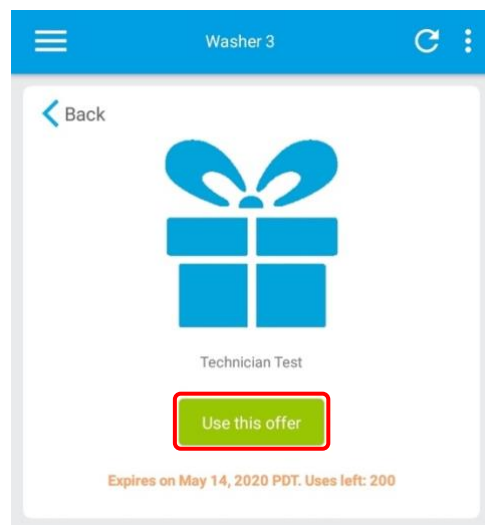 Washer 3
Back
Technician Test
Use this offer
Expires on May 14, 2020 PDT. Uses left: 200